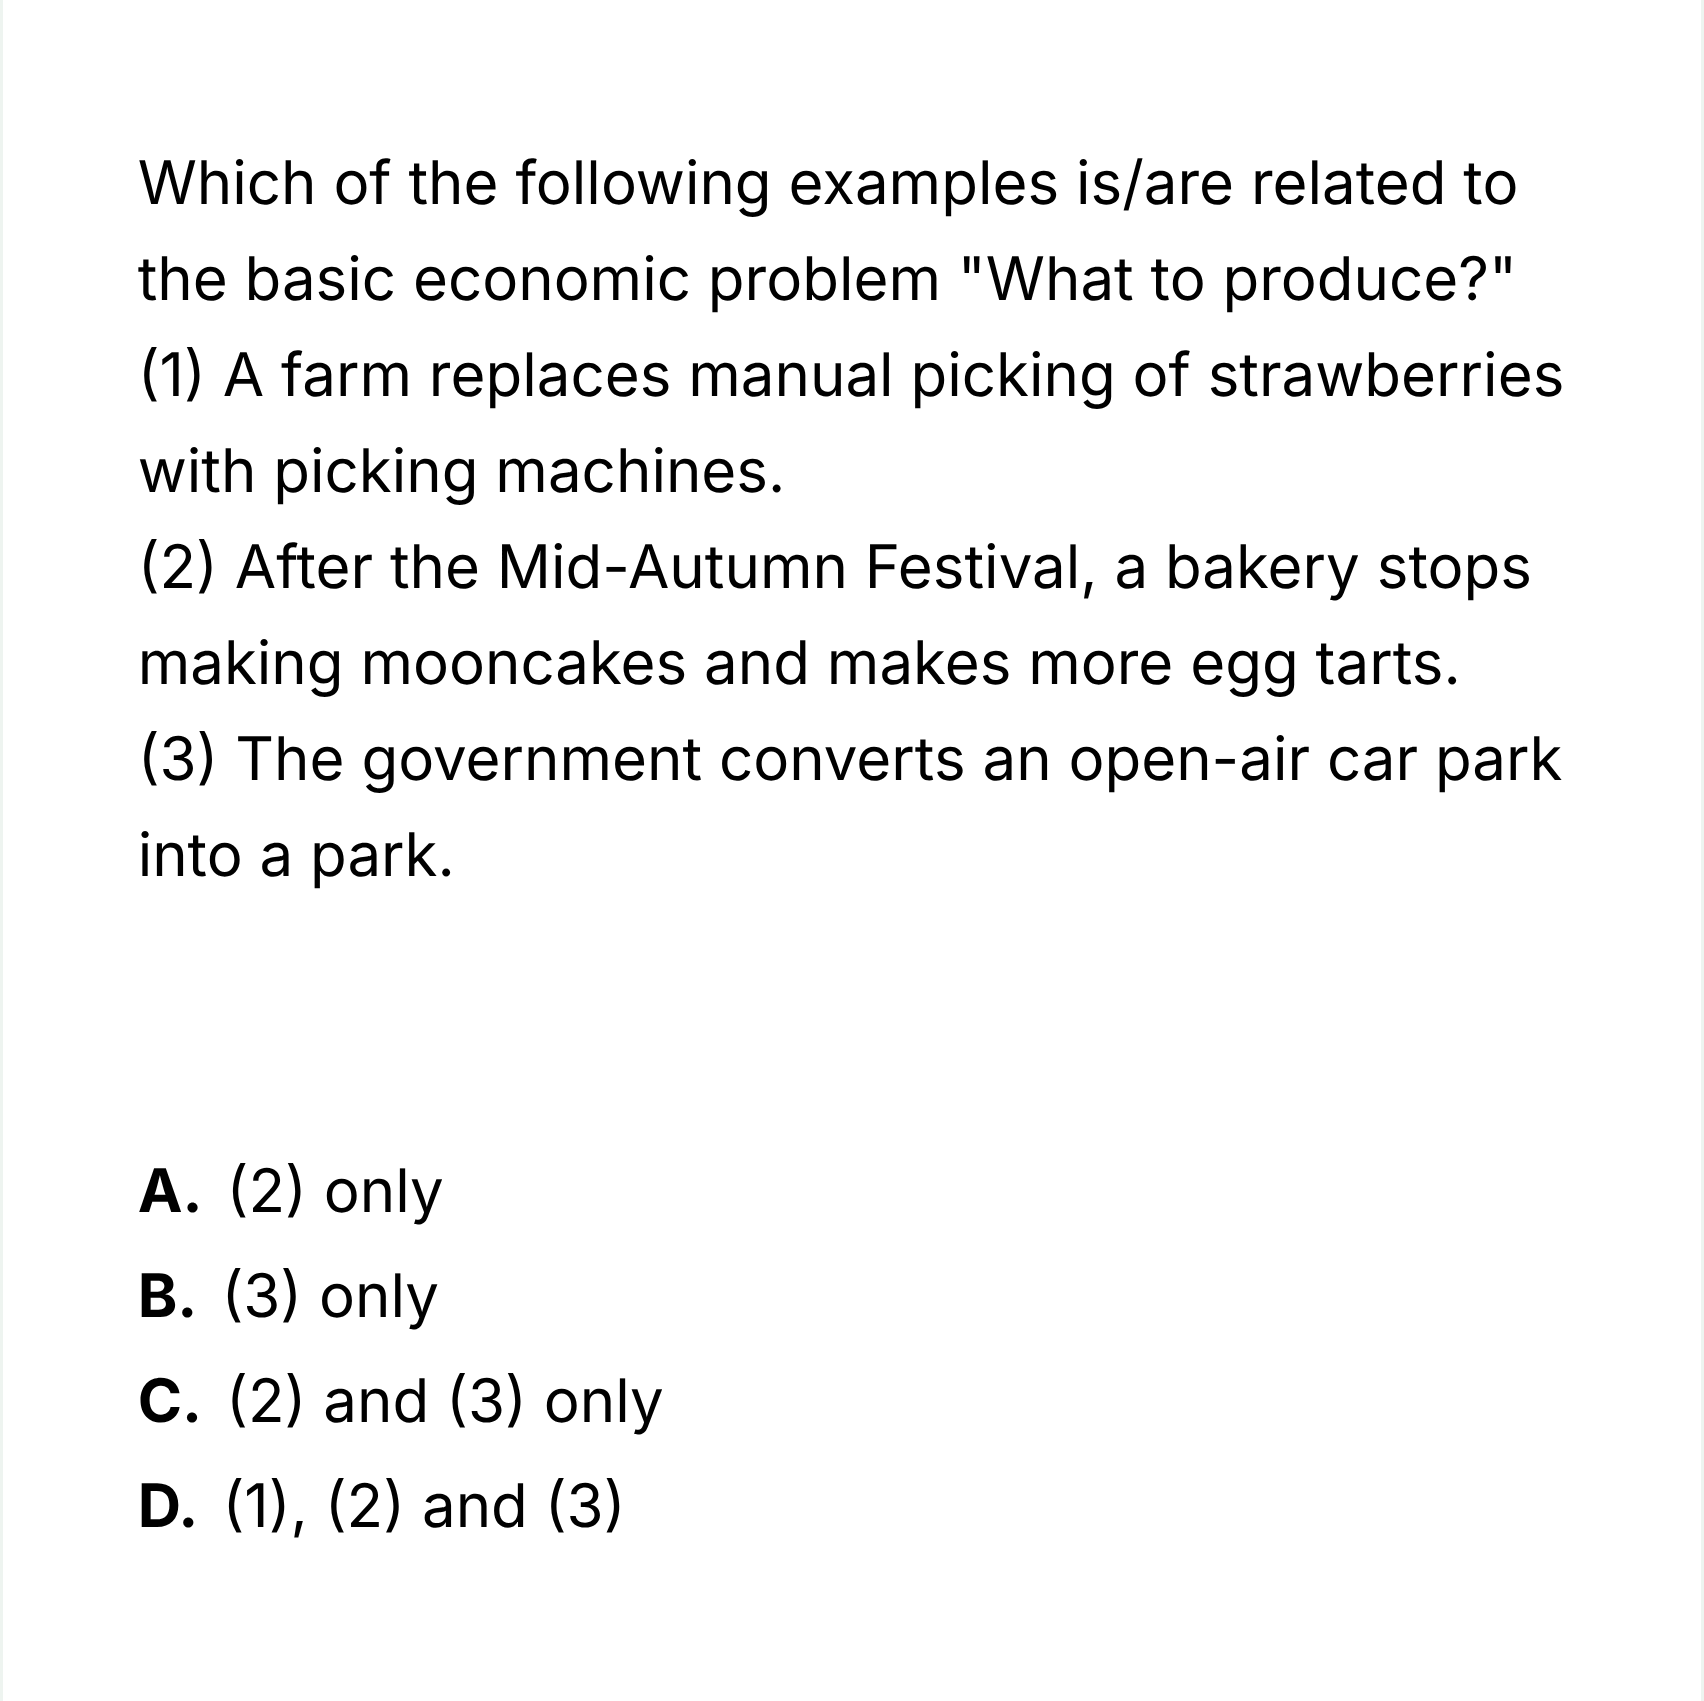 Which of the following examples is/are related to
the basic economic problem "What to produce?"
(1) A farm replaces manual picking of strawberries
with picking machines.
(2) After the Mid-Autumn Festival, a bakery stops
making mooncakes and makes more egg tarts.
(3) The government converts an open-air car park
into a park.
A. (2) only
B. (3) only
C. (2) and (3) only
D. (1), (2) and (3)